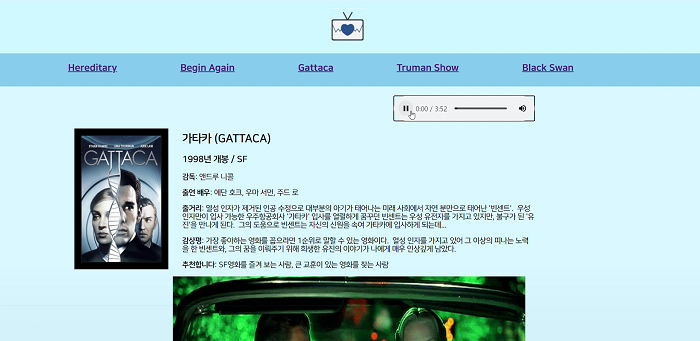 Hereditary
Begin Again
Gattaca
Truman Show
Black Swan
0:00 / 3:52
GATTACA
가타카 (GATTACA)
1998년 개봉 / SF
감독: 앤드루 니콜
출연 배우: 에단 호크, 우마 서먼, 주드 로
줄거리: 열성 인자가 제거된 인공 수정으로 대부분의 아기가 태어나는 미래 사회에서 자연 분만으로 태어난 '빈센트'. 우성
인자만이 입사 가능한 우주항공회사 '가타카' 입사를 열렬하게 꿈꾸던 빈센트는 우성 유전자를 가지고 있지만, 불구가 된 '유
진'을 만나게 된다. 그의 도움으로 빈센트는 자신의 신원을 속여 가타카에 입사하게 되는데...
감상평: 가장 좋아하는 영화를 꼽으라면 1순위로 말할 수 있는 영화이다. 열성 인자를 가지고 있어 그 이상의 피나는 노력
을 한 빈센트와, 그의 꿈을 이뤄주기 위해 희생한 유진의 이야기가 나에게 매우 인상깊게 남았다.
추천합니다: SF영화를 즐겨 보는 사람, 큰 교훈이 있는 영화를 찾는 사람